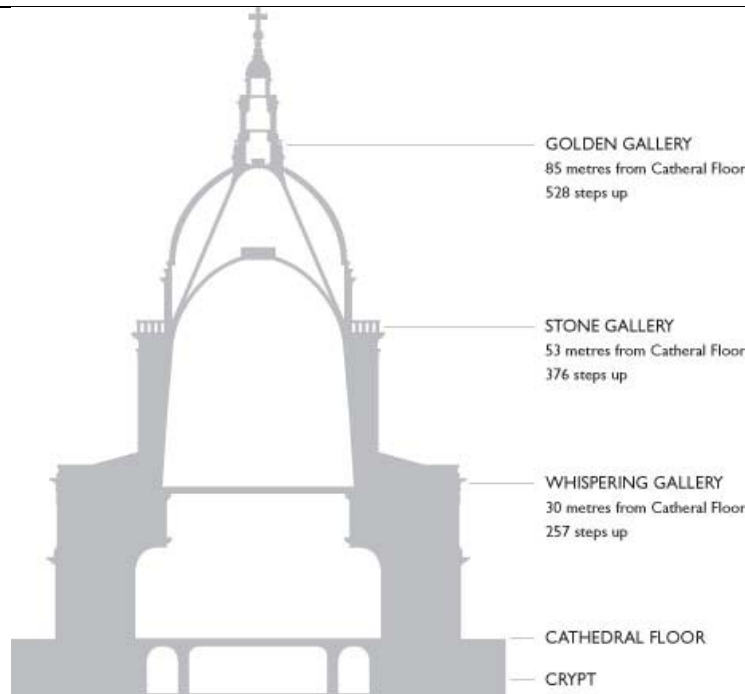 GOLDEN GALLERY
85 metres from Catheral Floor
528 steps up
STONE GALLERY
53 metres from Catheral Floor
376 steps up
WHISPERING GALLERY
30 metres from Catheral Floor
257 steps up
CATHEDRAL FLOOR
CRYPT